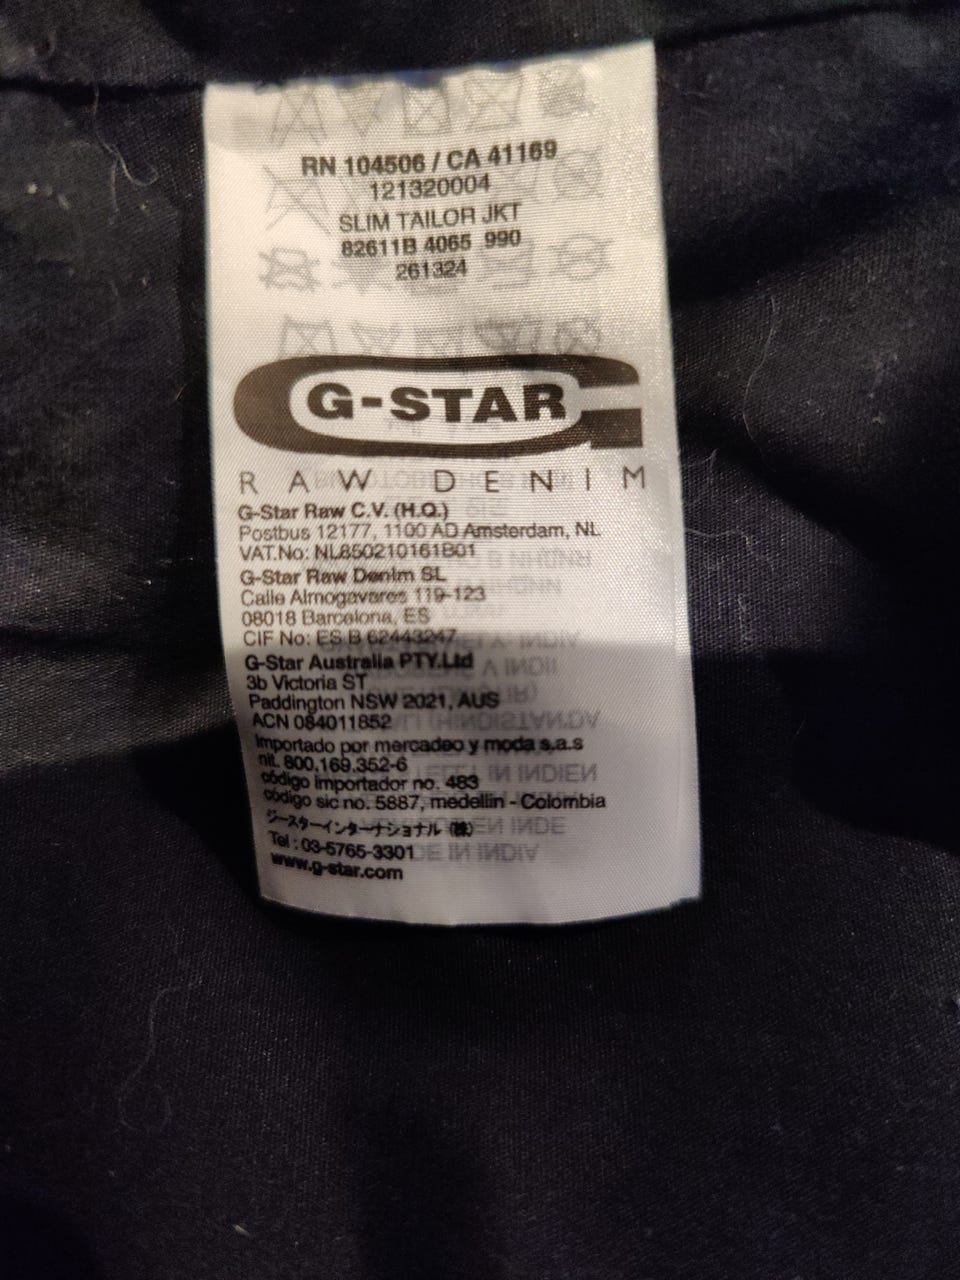 RN 104506 / CA 41169
121320004
SLIM TAILOR JKT
82611B 4065 990
261324
G-STAR
RAW DENIM
G-Star Raw C.V. (H.Q.)
Postbus 12177, 1100 AD Amsterdam, NL
VAT.No: NL850210161B01
G-Star Raw Denim SL
Calle Almogavares 119-123
08018 Barcelona, ES
CIF No: ES B 62443247
G-Star Australia PTY.Ltd
3b Victoria ST
Paddington NSW 2021, AUS
ACN 084011852
Importado por mercadeo y moda s.a.s
nit. 800.169.352-6
código importador no. 483
código sic no. 5887, medellin - Colombia
ジースターインターナショナル (株)
Tel : 03-5765-3301
www.g-star.com